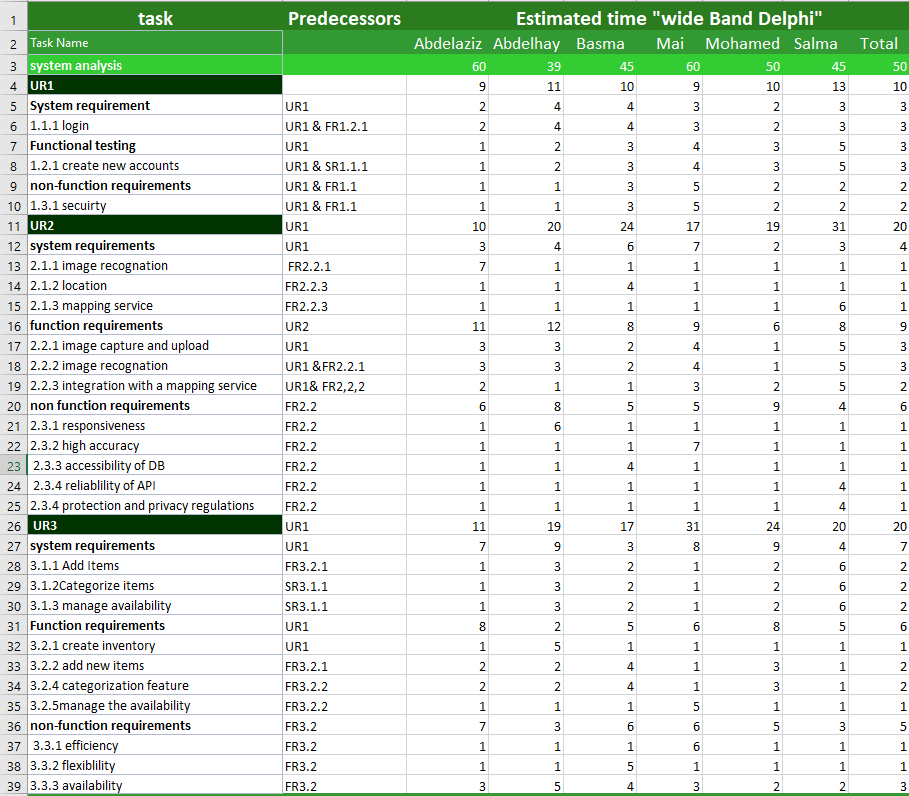 1 task Predecessors Estimated time "wide Band Delphi"
2 Task Name Abdelaziz Abdelhay Basma Mai Mohamed Salma Total
3 system analysis 60 39 45 60 50 45 50
4 UR1 9 11 10 9 10 13 10
5 System requirement UR1 2 4 4 3 2 3 3
6 1.1.1 login UR1 & FR1.2.1 2 4 4 3 2 3 3
7 Functional testing UR1 1 2 3 4 3 5 3
8 1.2.1 create new accounts UR1 & SR1.1.1 1 2 3 4 3 5 3
9 non-function requirements UR1 & FR1.1 1 1 3 5 2 2 2
10 1.3.1 secuirty UR1 & FR1.1 1 1 3 5 2 2 2
11 UR2 UR1 10 20 24 17 19 31 20
12 system requirements UR1 3 4 6 7 2 3 4
13 2.1.1 image recognation FR2.2.1 7 1 1 1 1 1 1
14 2.1.2 location FR2.2.3 1 1 4 1 1 1 1
15 2.1.3 mapping service FR2.2.3 1 1 1 1 1 6 1
16 function requirements UR2 11 12 8 9 6 8 9
17 2.2.1 image capture and upload UR1 3 3 2 4 1 5 3
18 2.2.2 image recognation UR1 &FR2.2.1 3 3 2 4 1 5 3
19 2.2.3 integration with a mapping service UR1& FR2,2,2 2 1 1 3 2 5 2
20 non function requirements FR2.2 6 8 5 5 9 4 6
21 2.3.1 responsiveness FR2.2 1 6 1 1 1 1 1
22 2.3.2 high accuracy FR2.2 1 1 1 7 1 1 1
23 2.3.3 accessibility of DB FR2.2 1 1 4 1 1 1 1
24 2.3.4 reliablility of API FR2.2 1 1 1 1 1 4 1
25 2.3.4 protection and privacy regulations FR2.2 1 1 1 1 1 4 1
26 UR3 UR1 11 19 17 31 24 20 20
27 system requirements UR1 7 9 3 8 9 4 7
28 3.1.1 Add Items FR3.2.1 1 3 2 1 2 6 2
29 3.1.2Categorize items SR3.1.1 1 3 2 1 2 6 2
30 3.1.3 manage availability SR3.1.1 1 3 2 1 2 6 2
31 Function requirements UR1 8 2 5 6 8 5 6
32 3.2.1 create inventory UR1 1 5 1 1 1 1 1
33 3.2.2 add new items FR3.2.1 2 2 4 1 3 1 2
34 3.2.4 categorization feature FR3.2.2 2 2 4 1 3 1 2
35 3.2.5manage the availability FR3.2.2 1 1 1 5 1 1 1
36 non-function requirements FR3.2 7 3 6 6 5 3 5
37 3.3.1 efficiency FR3.2 1 1 1 6 1 1 1
38 3.3.2 flexiblility FR3.2 1 1 5 1 1 1 1
39 3.3.3 availability FR3.2 3 5 4 3 2 2 3